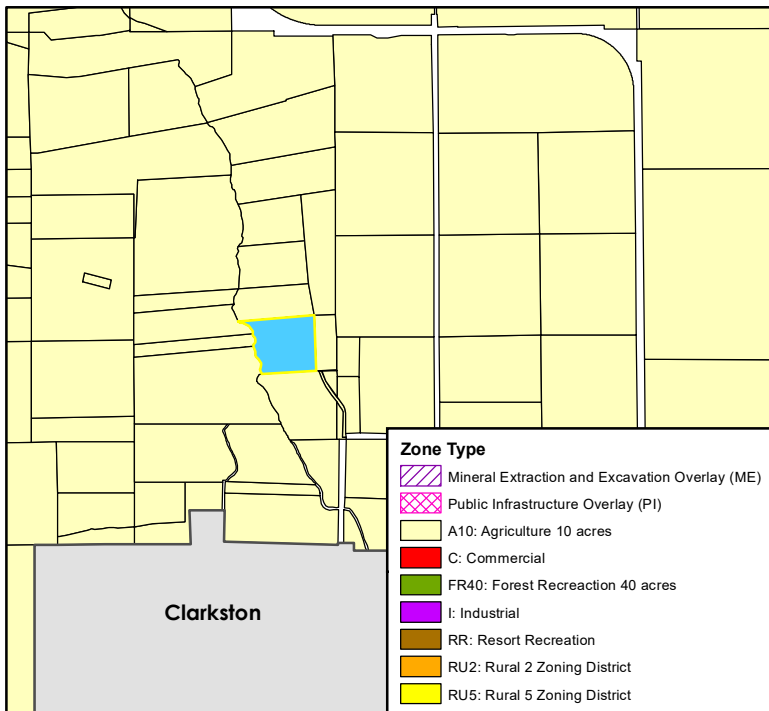 Zone Type
Mineral Extraction and Excavation Overlay (ME)
Public Infrastructure Overlay (PI)
A10: Agriculture 10 acres
C: Commercial
FR40: Forest Recreaction 40 acres
I: Industrial
RR: Resort Recreation
RU2: Rural 2 Zoning District
RU5: Rural 5 Zoning District
Clarkston